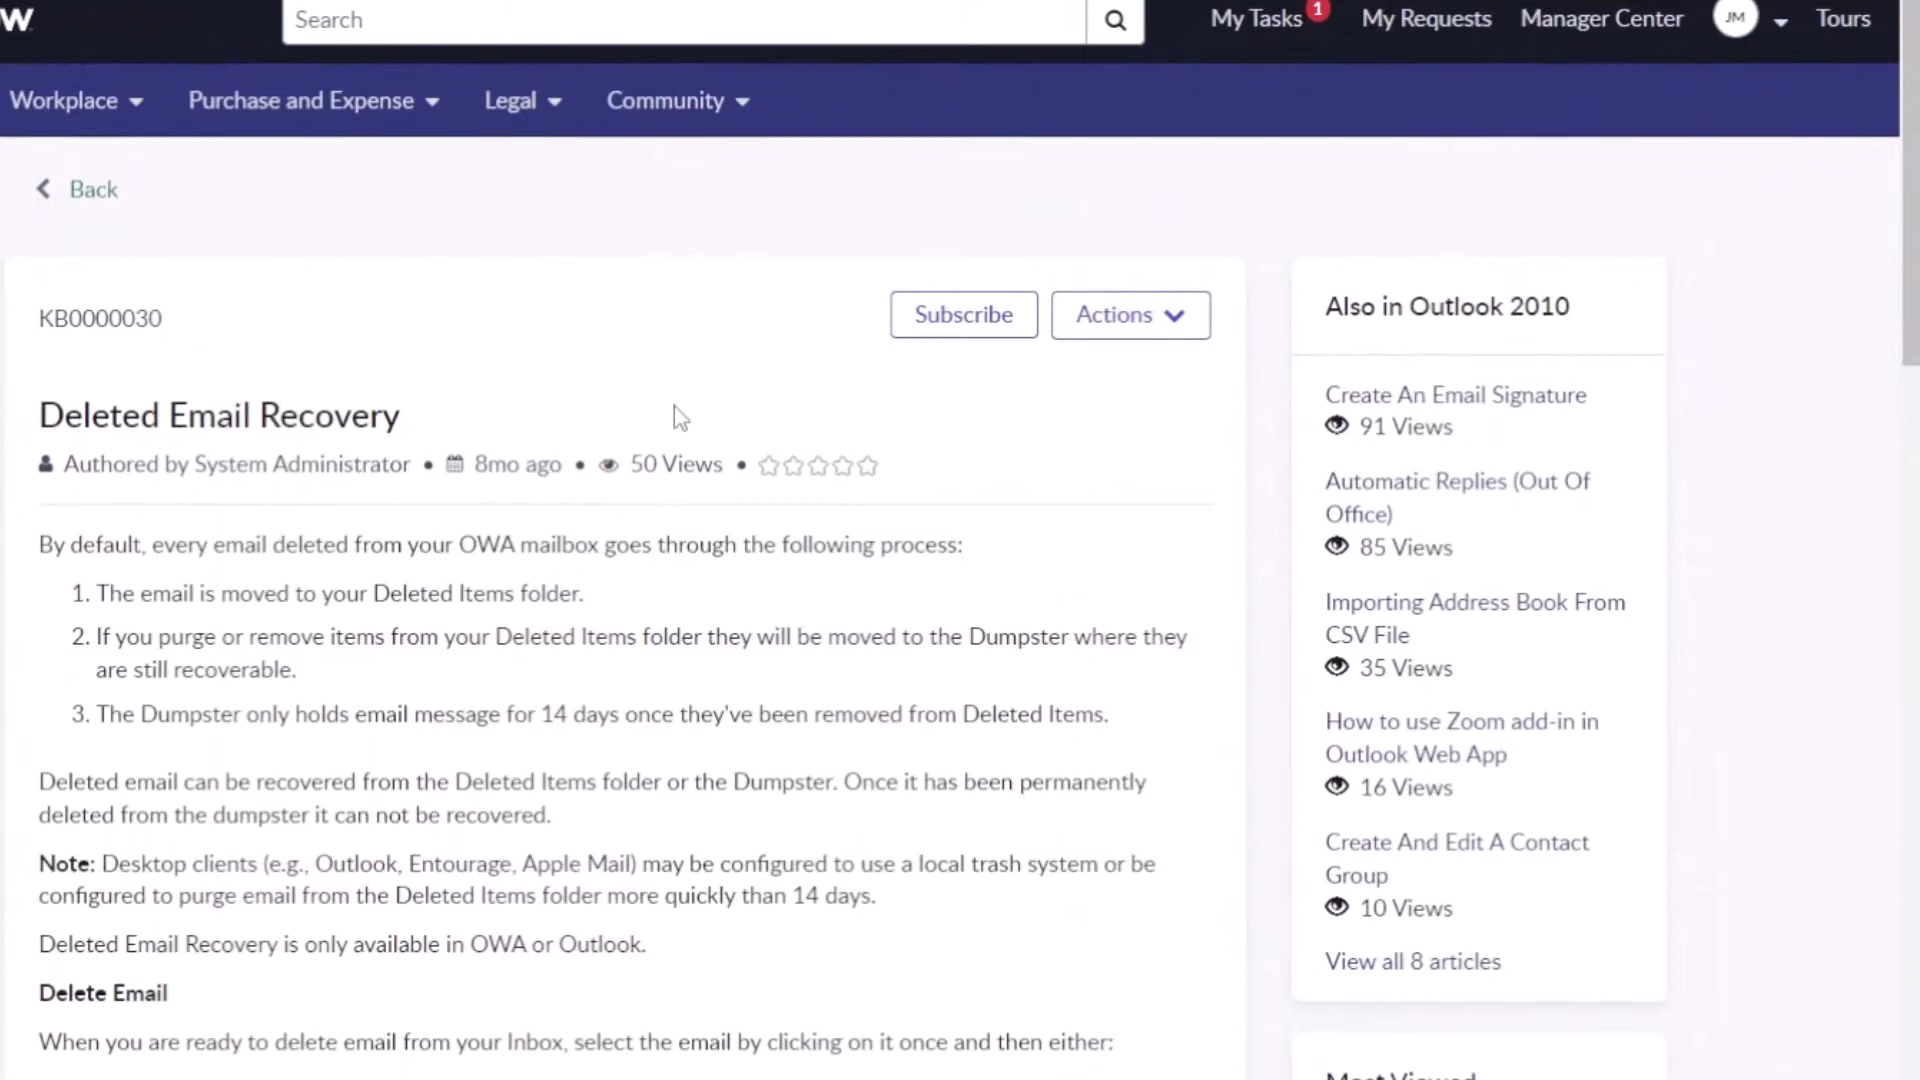 W
Search
My Tasks 1 My Requests Manager Center JM Tours
Workplace Purchase and Expense Legal Community
Back
KB0000030
Subscribe Actions
Deleted Email Recovery
Authored by System Administrator • 8mo ago • 50 Views •
By default, every email deleted from your OWA mailbox goes through the following process:
1. The email is moved to your Deleted Items folder.
2. If you purge or remove items from your Deleted Items folder they will be moved to the Dumpster where they
are still recoverable.
3. The Dumpster only holds email message for 14 days once they've been removed from Deleted Items.
Deleted email can be recovered from the Deleted Items folder or the Dumpster. Once it has been permanently
deleted from the dumpster it can not be recovered.
Note: Desktop clients (e.g., Outlook, Entourage, Apple Mail) may be configured to use a local trash system or be
configured to purge email from the Deleted Items folder more quickly than 14 days.
Deleted Email Recovery is only available in OWA or Outlook.
Delete Email
When you are ready to delete email from your Inbox, select the email by clicking on it once and then either:
Also in Outlook 2010
Create An Email Signature
91 Views
Automatic Replies (Out Of
Office)
85 Views
Importing Address Book From
CSV File
35 Views
How to use Zoom add-in in
Outlook Web App
16 Views
Create And Edit A Contact
Group
10 Views
View all 8 articles
Most Viewed